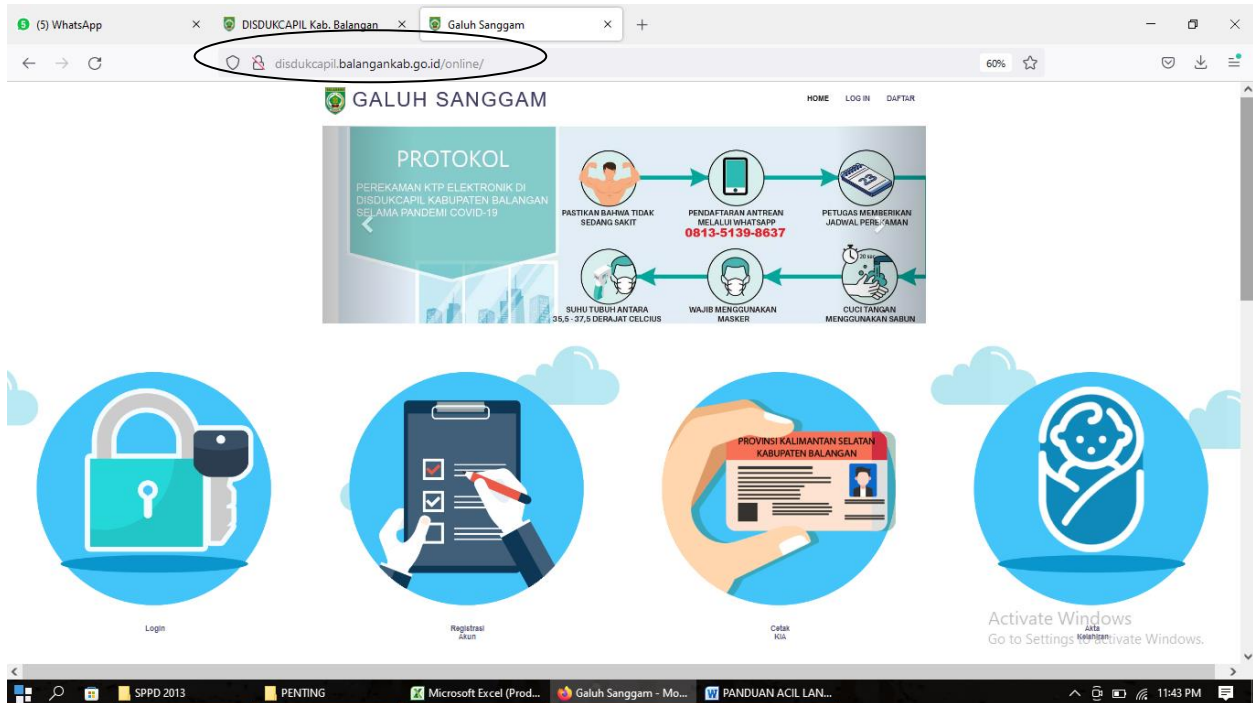 (5) WhatsApp
DISDUKCAPIL Kab. Balangan
Galuh Sanggam
disdukcapil.balangankab.go.id/online/
60%
GALUH SANGGAM
HOME LOG IN DAFTAR
PROTOKOL
PEREKAMAN KTP ELEKTRONIK DI
DISDUKCAPIL KABUPATEN BALANGAN
SELAMA PANDEMI COVID-19
PASTIKAN BAHWA TIDAK
SEDANG SAKIT
PENDAFTARAN ANTREAN
MELALUI WHATSAPP
0813-5139-8637
23
PETUGAS MEMBERIKAN
JADWAL PEREKAMAN
SUHU TUBUH ANTARA
35,5 - 37,5 DERAJAT CELCIUS
WAJIB MENGGUNAKAN
MASKER
20 sec
CUCI TANGAN
MENGGUNAKAN SABUN
PROVINSI KALIMANTAN SELATAN
KABUPATEN BALANGAN
Login
Registrasi
Akun
Cetak
KIA
Akta
Kelahiran
Activate Windows
Go to Settings to activate Windows.
SPPD 2013
PENTING
Microsoft Excel (Prod...
Galuh Sanggam - Mo...
PANDUAN ACIL LAN...
11:43 PM